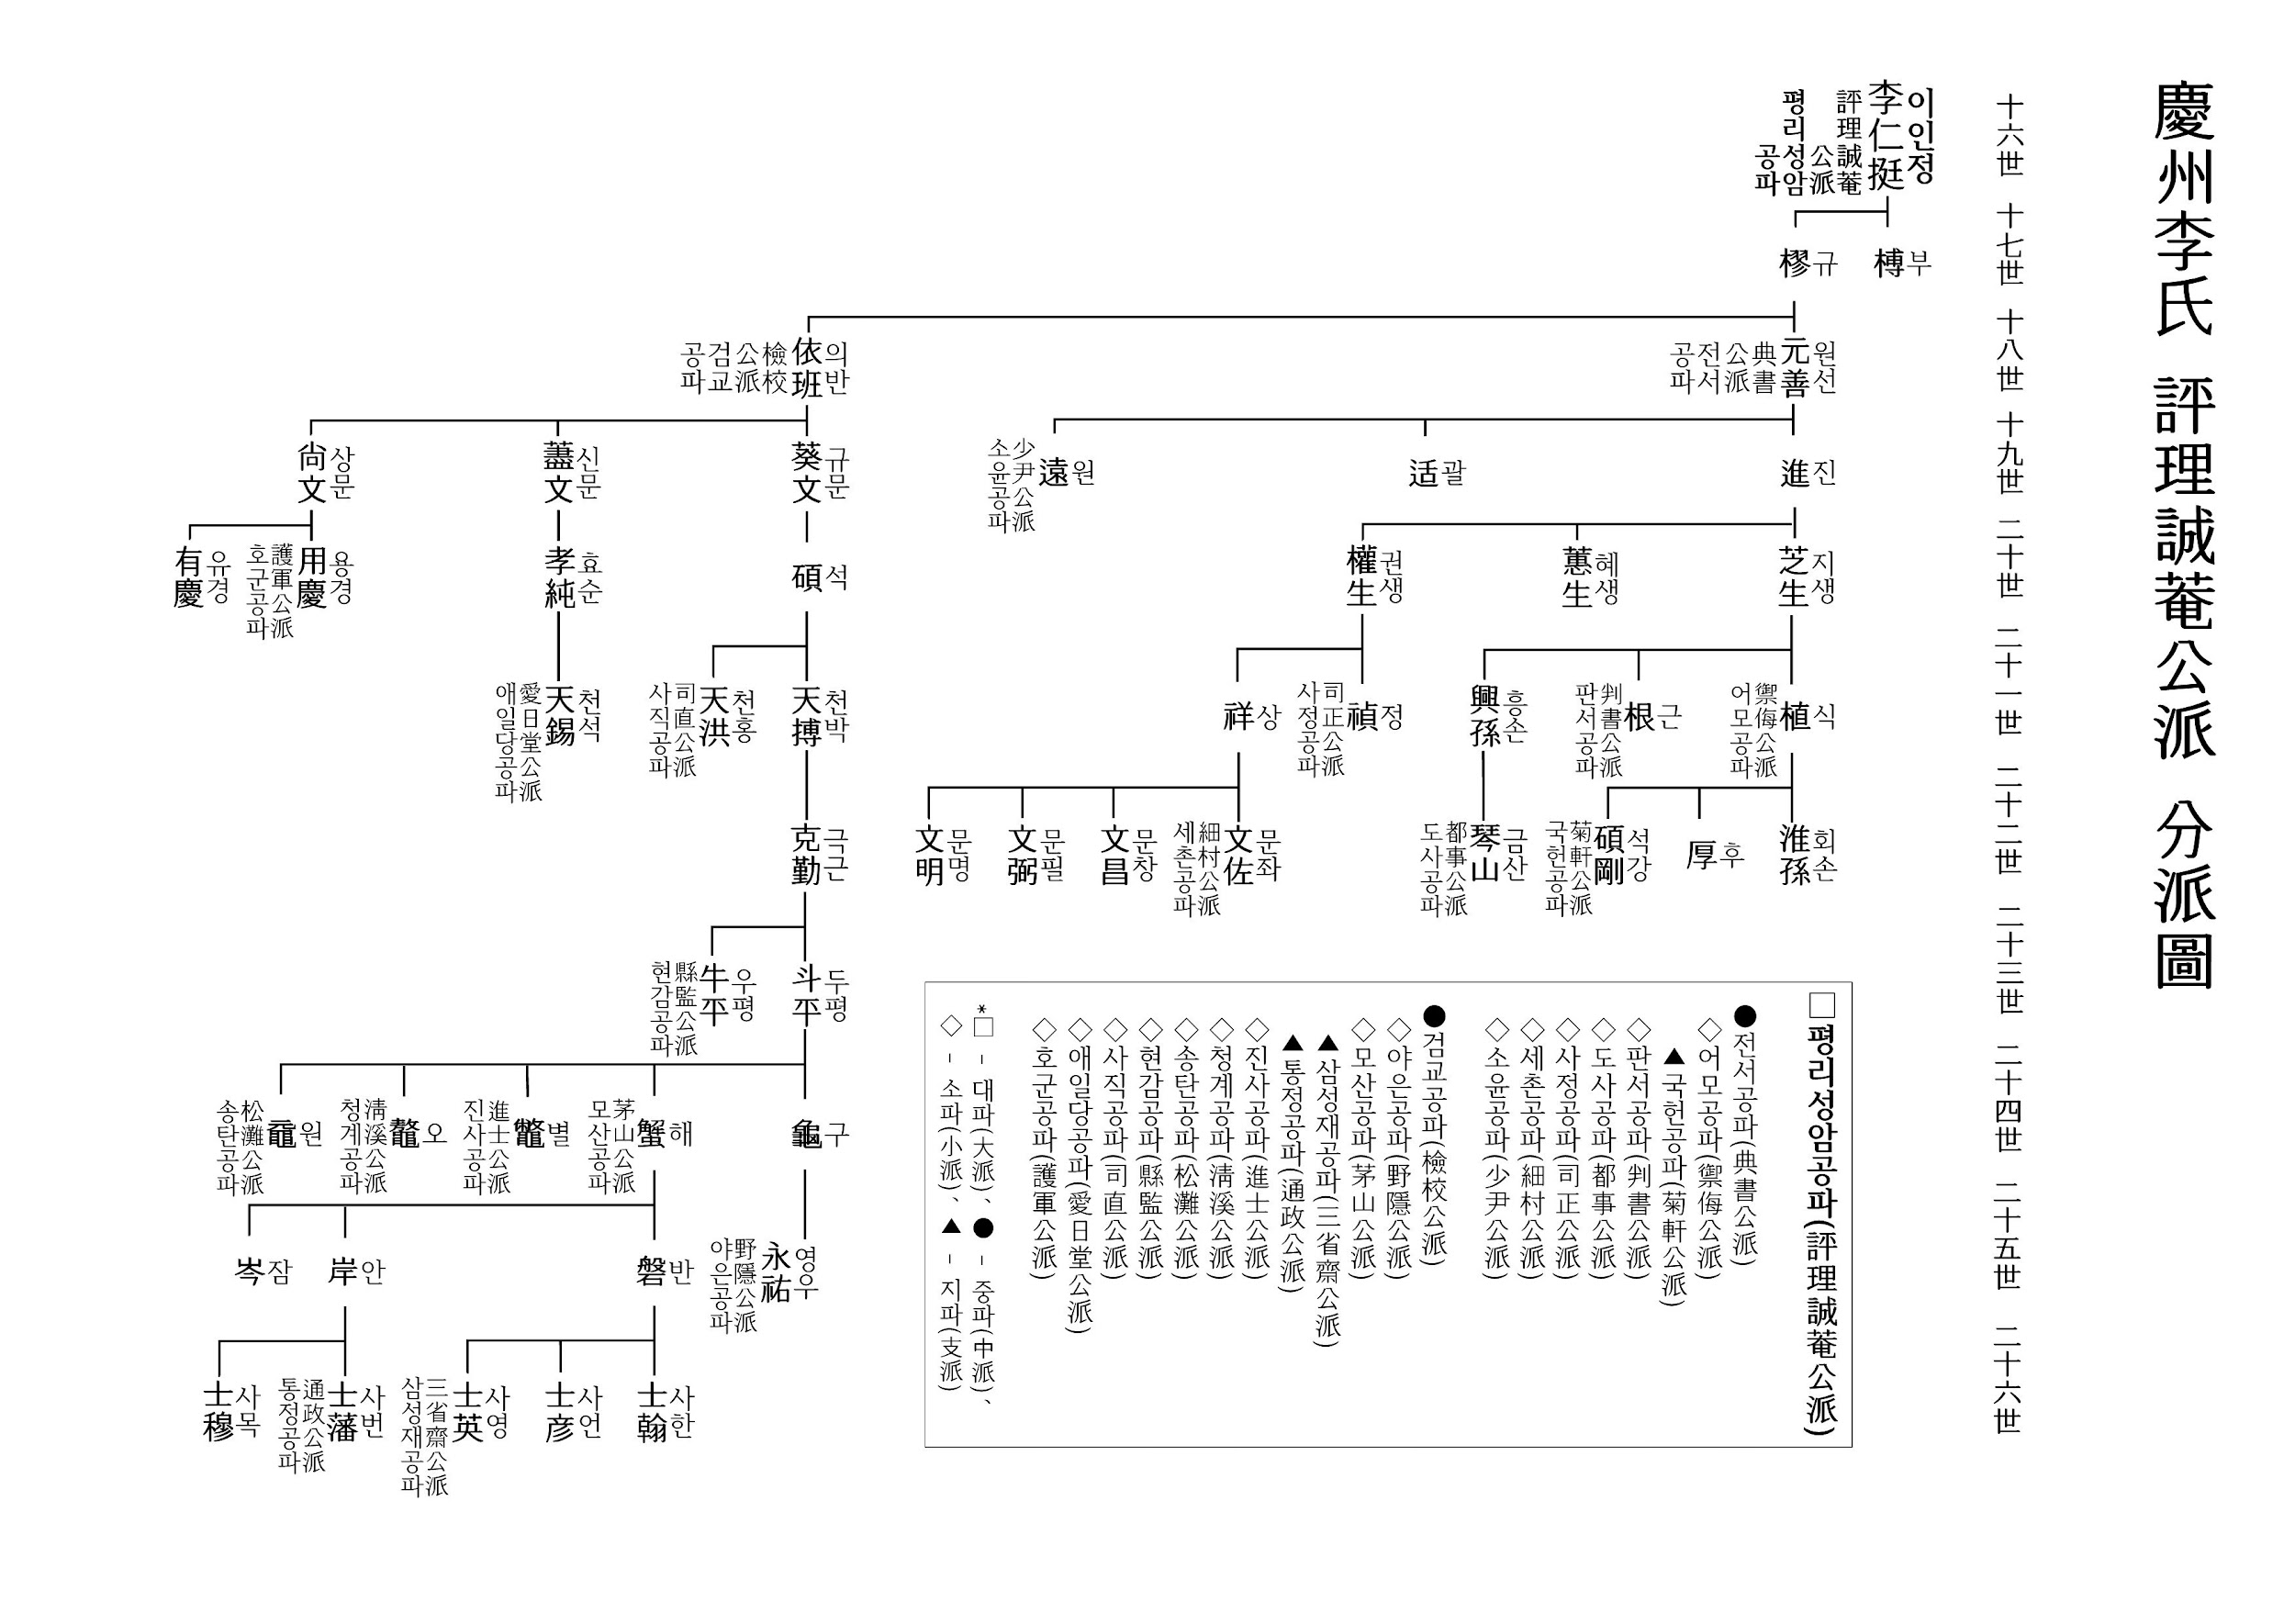 慶州李氏 評理誠菴公派 分派圖
十六世
十七世
十八世
十九世
二十世
二十一世
二十二世
二十三世
二十四世
二十五世
二十六世
이인정
李仁挺
評理誠菴公派
평리성암공파
부
榑
규
樛
원선
元善
典書公派
전서공파
의반
依班
檢校公派
검교공파
진
進
괄
适
원
遠
少尹公派
소윤공파
규문
葵文
신문
藎文
상문
尙文
지생
芝生
혜생
蕙生
권생
權生
석
碩
효순
孝純
용경
用慶
護軍公派
호군공파
유경
有慶
식
植
禦侮公派
어모공파
근
根
判書公派
판서공파
흥손
興孫
정
禎
司正公派
사정공파
상
祥
천박
天搏
천홍
天洪
司直公派
사직공파
천석
天錫
愛日堂公派
애일당공파
회손
淮孫
후
厚
석강
碩剛
菊軒公派
국헌공파
금산
琴山
都事公派
도사공파
문좌
文佐
細村公派
세촌공파
문창
文昌
문필
文弼
문명
文明
극근
克勤
두평
斗平
우평
牛平
縣監公派
현감공파
구
龜
해
蟹
茅山公派
모산공파
별
鼈
進士公派
진사공파
오
鼇
淸溪公派
청계공파
원
黿
松灘公派
송탄공파
영우
永祐
野隱公派
야은공파
반
磐
안
岸
잠
岑
사한
士翰
사언
士彦
사영
士英
三省齋公派
삼성재공파
사번
士藩
通政公派
통정공파
사목
士穆
□평리성암공파(評理誠菴公派)
●전서공파(典書公派)
◇어모공파(禦侮公派)
▲국헌공파(菊軒公派)
◇판서공파(判書公派)
◇도사공파(都事公派)
◇사정공파(司正公派)
◇세촌공파(細村公派)
◇소윤공파(少尹公派)
●검교공파(檢校公派)
◇야은공파(野隱公派)
◇모산공파(茅山公派)
▲삼성재공파(三省齋公派)
▲통정공파(通政公派)
◇진사공파(進士公派)
◇청계공파(淸溪公派)
◇송탄공파(松灘公派)
◇현감공파(縣監公派)
◇사직공파(司直公派)
◇애일당공파(愛日堂公派)
◇호군공파(護軍公派)
*□ - 대파(大派)、● - 중파(中派)、
◇ - 소파(小派)、▲ - 지파(支派)